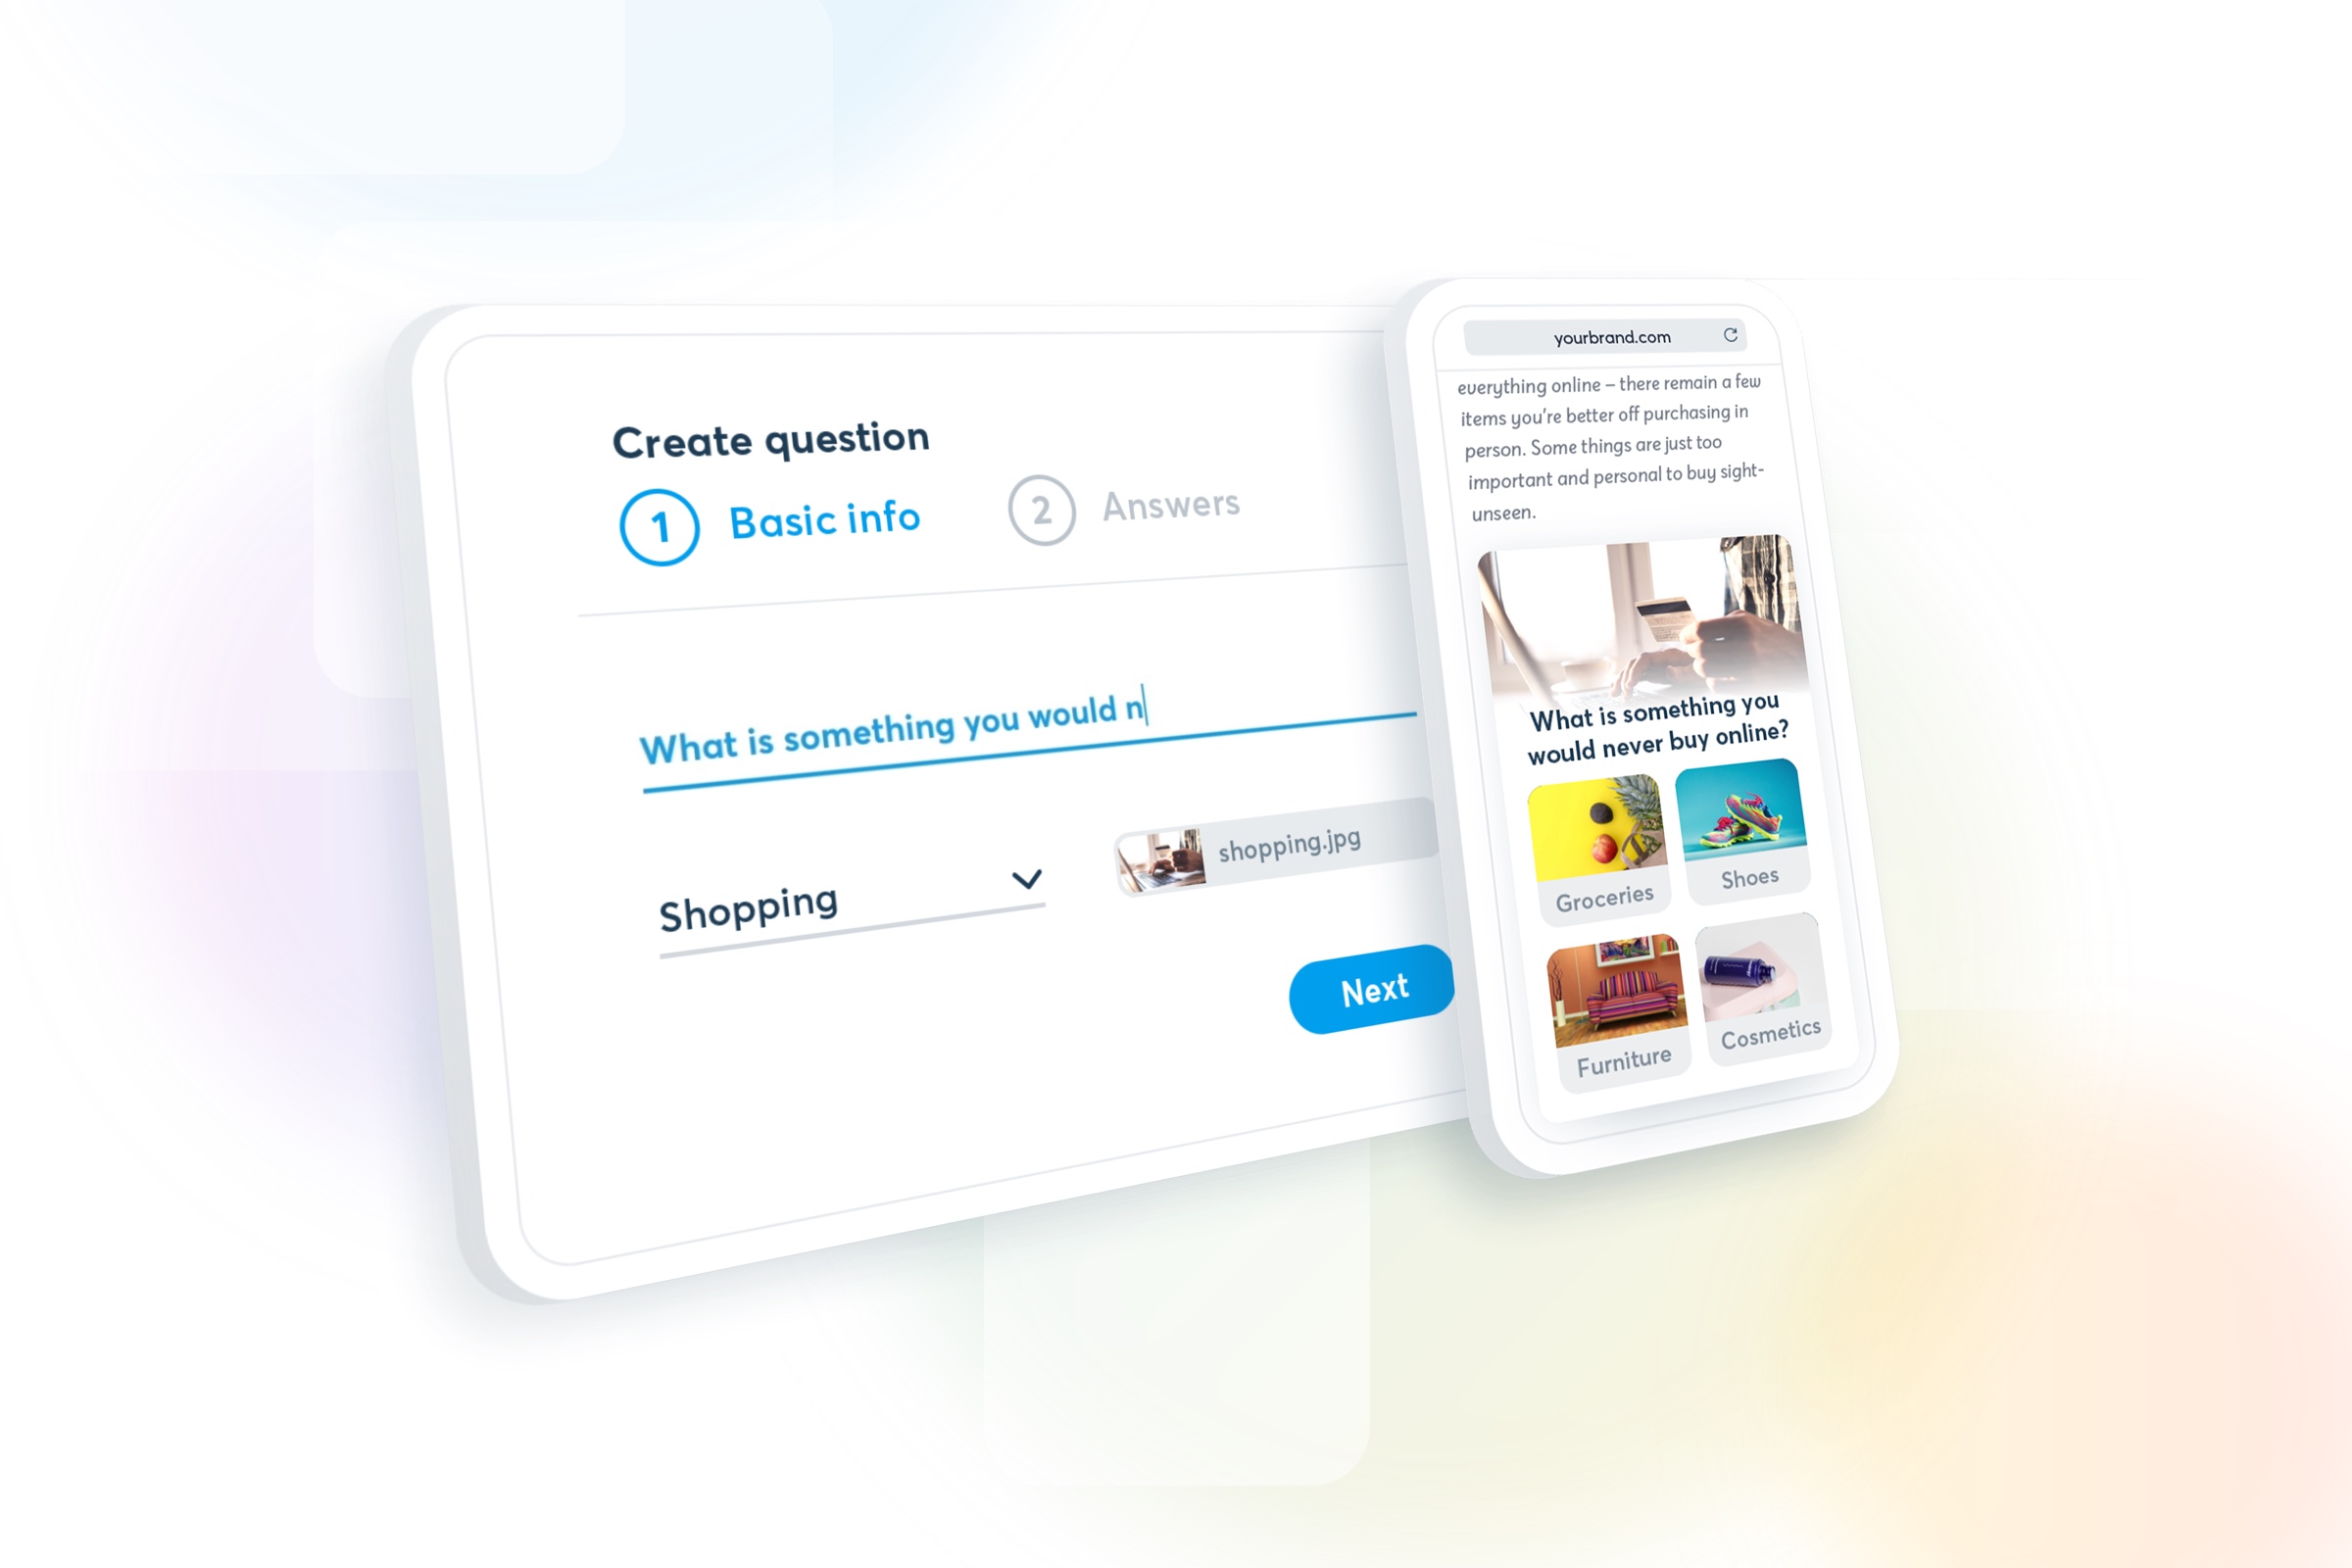 Create question
1 Basic info 2 Answers
What is something you would n
Shopping
shopping.jpg
Next
yourbrand.com
everything online – there remain a few
items you're better off purchasing in
person. Some things are just too
important and personal to buy sight-
unseen.
What is something you
would never buy online?
Groceries
Shoes
Furniture
Cosmetics